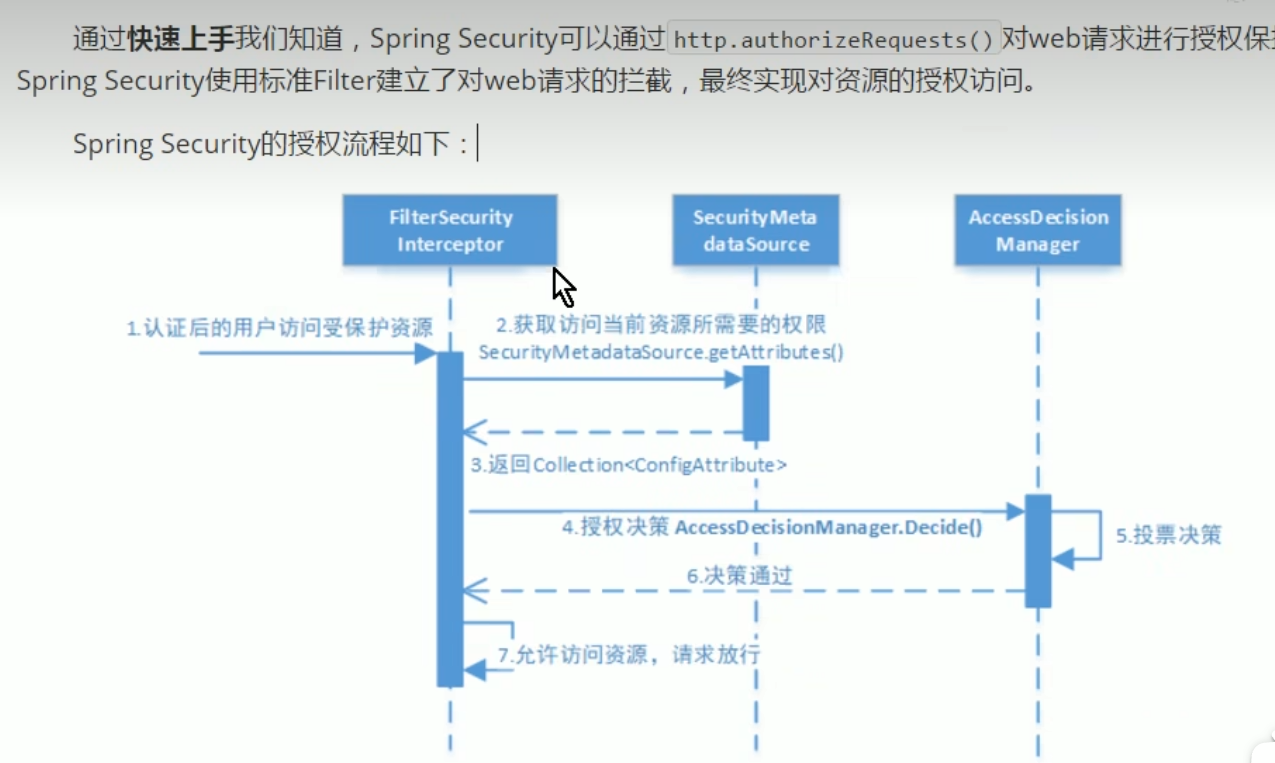 通过快速上手我们知道，Spring Security可以通过http.authorizeRequests()对web请求进行授权保
Spring Security使用标准Filter建立了对web请求的拦截，最终实现对资源的授权访问。
Spring Security的授权流程如下：
FilterSecurity
Interceptor
SecurityMeta
dataSource
AccessDecision
Manager
1.认证后的用户访问受保护资源
2.获取访问当前资源所需要的权限
SecurityMetadataSource.getAttributes()
3.返回Collection<ConfigAttribute>
4.授权决策 AccessDecisionManager.Decide()
5.投票决策
6.决策通过
7.允许访问资源，请求放行